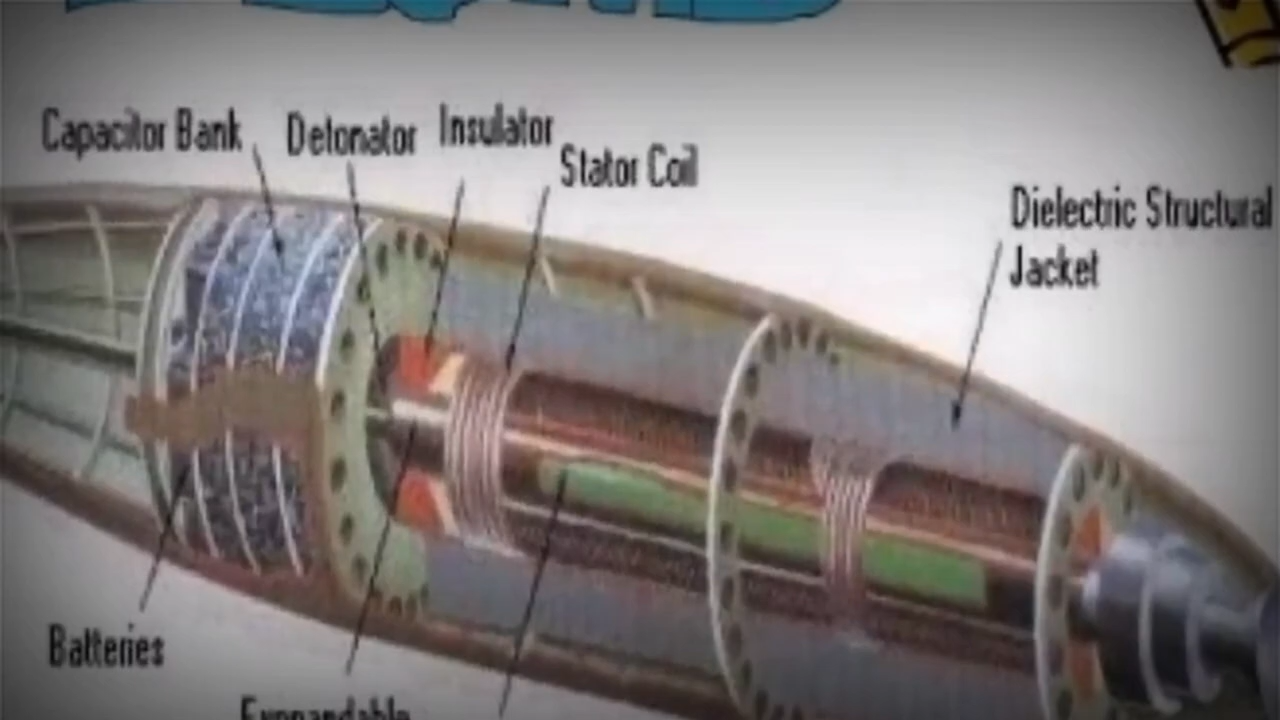 Capacitor Bank
Detonator
Insulator
Stator Coil
Dielectric Structural
Jacket
Batteries